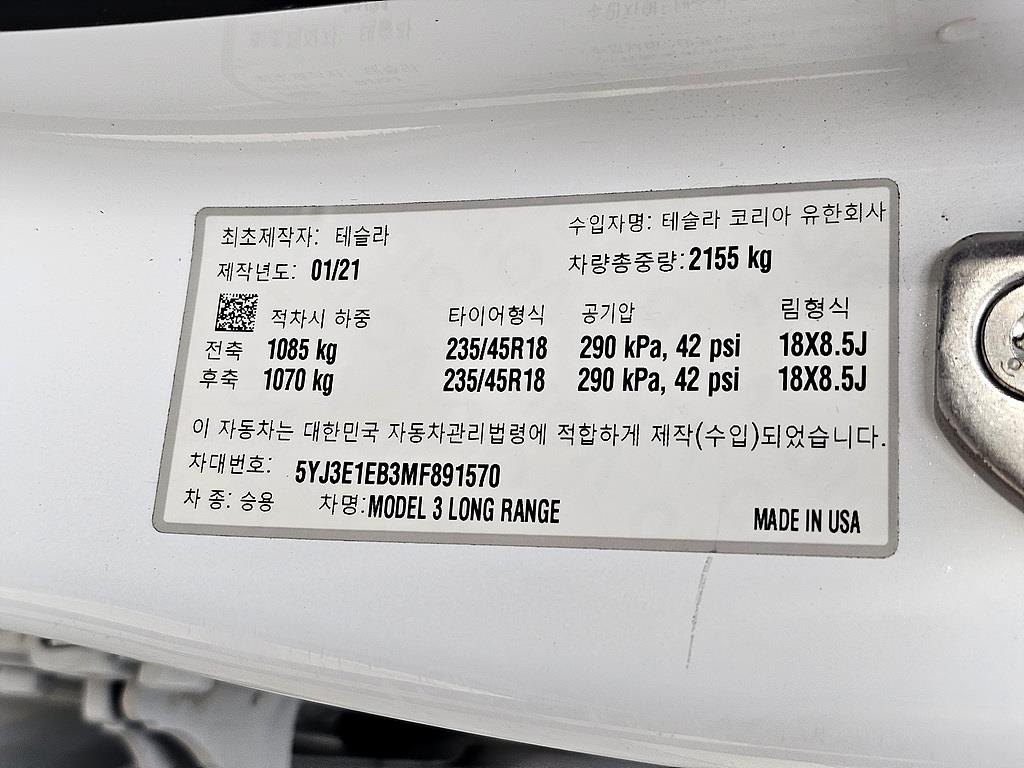 최초제작자: 테슬라 수입자명: 테슬라 코리아 유한회사
제작년도: 01/21 차량총중량: 2155 kg
적차시 하중 타이어형식 공기압 림형식
전축 1085 kg 235/45R18 290 kPa, 42 psi 18X8.5J
후축 1070 kg 235/45R18 290 kPa, 42 psi 18X8.5J
이 자동차는 대한민국 자동차관리법령에 적합하게 제작(수입)되었습니다.
차대번호: 5YJ3E1EB3MF891570
차 종: 승용 차명: MODEL 3 LONG RANGE MADE IN USA